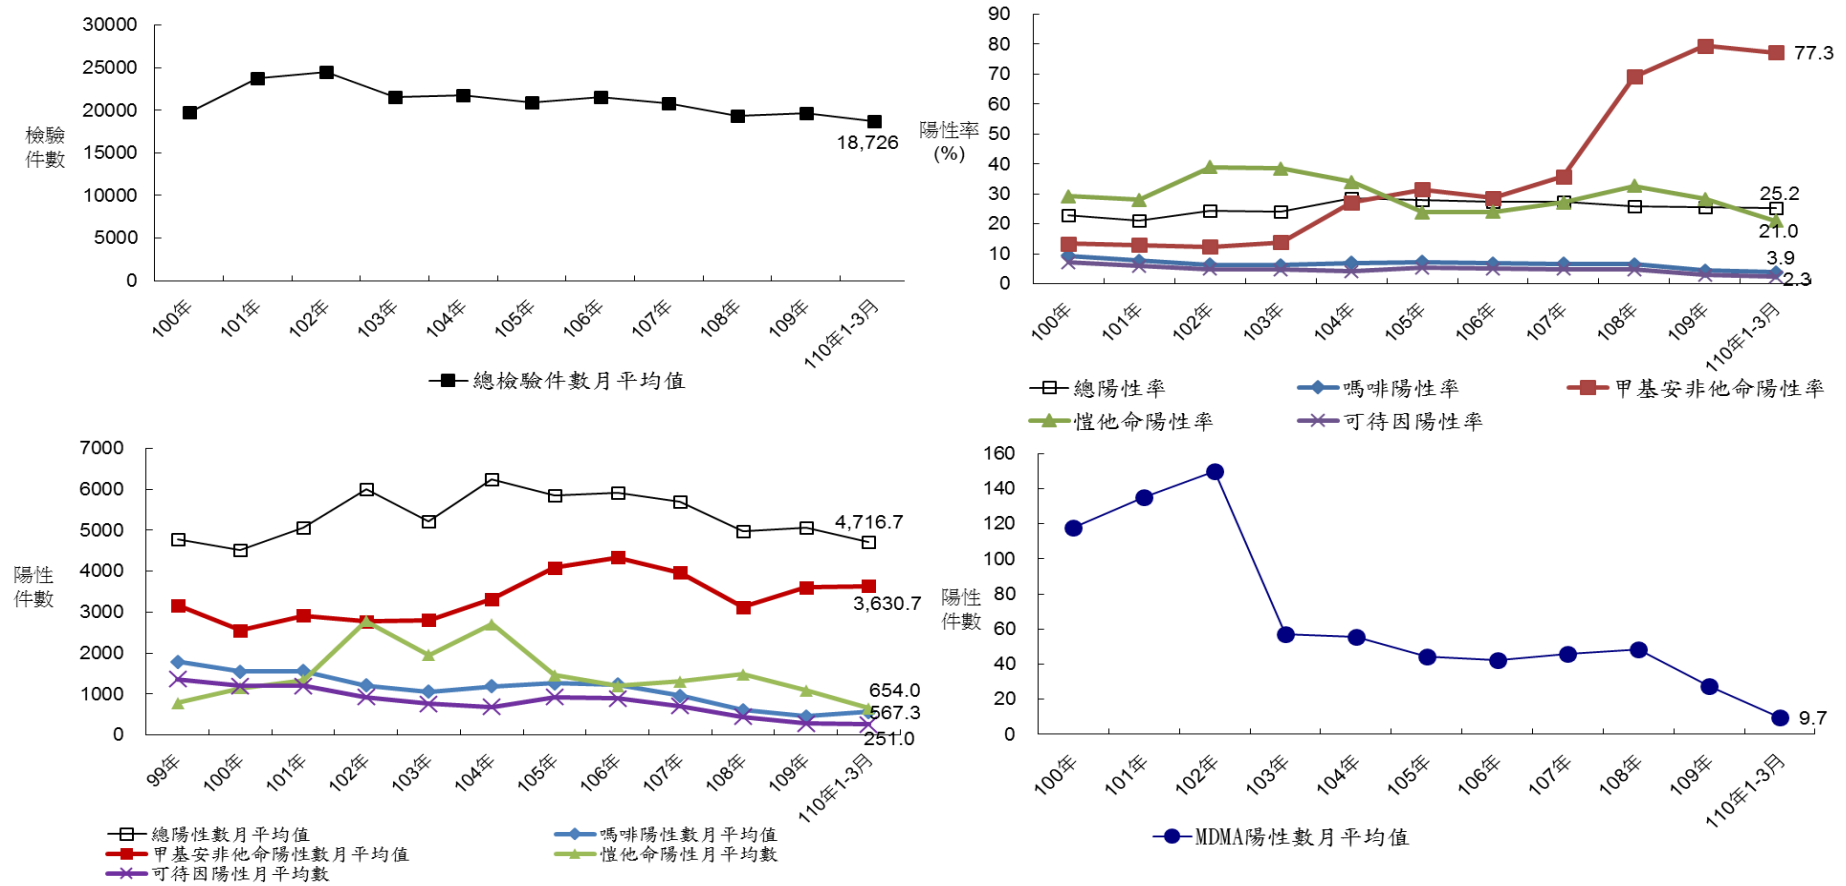 30000
25000
20000
15000
10000
5000
0
檢驗
件數
18,726
100年
101年
102年
103年
104年
105年
106年
107年
108年
109年
110年1-3月
總檢驗件數月平均值
90
80
70
60
50
40
30
20
10
0
陽性率
(%)
77.3
25.2
21.0
3.9
2.3
100年
101年
102年
103年
104年
105年
106年
107年
108年
109年
110年1-3月
總陽性率
嗎啡陽性率
甲基安非他命陽性率
愷他命陽性率
可待因陽性率
7000
6000
5000
4000
3000
2000
1000
0
陽性
件數
4,716.7
3,630.7
654.0
567.3
251.0
99年
100年
101年
102年
103年
104年
105年
106年
107年
108年
109年
110年1-3月
總陽性數月平均值
嗎啡陽性數月平均值
甲基安非他命陽性數月平均值
愷他命陽性月平均數
可待因陽性月平均數
160
140
120
100
80
60
40
20
0
陽性
件數
9.7
100年
101年
102年
103年
104年
105年
106年
107年
108年
109年
110年1-3月
MDMA陽性數月平均值